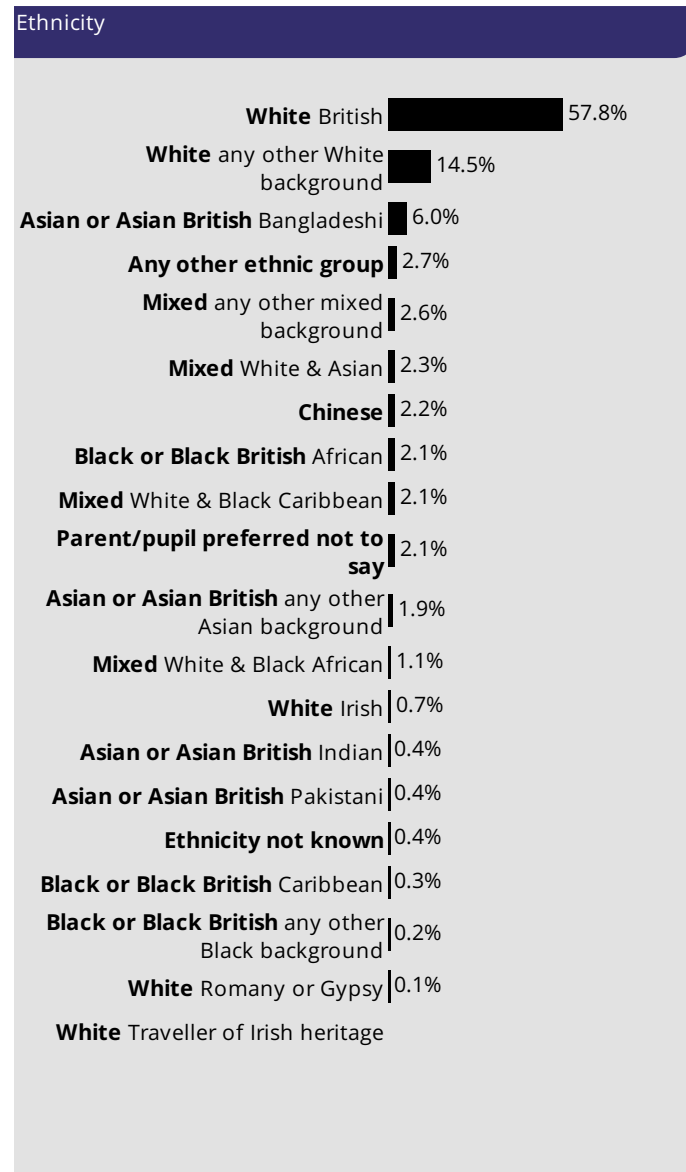 Ethnicity
White British 57.8%
White any other White
background 14.5%
Asian or Asian British Bangladeshi 6.0%
Any other ethnic group 2.7%
Mixed any other mixed
background 2.6%
Mixed White & Asian 2.3%
Chinese 2.2%
Black or Black British African 2.1%
Mixed White & Black Caribbean 2.1%
Parent/pupil preferred not to
say 2.1%
Asian or Asian British any other
Asian background 1.9%
Mixed White & Black African 1.1%
White Irish 0.7%
Asian or Asian British Indian 0.4%
Asian or Asian British Pakistani 0.4%
Ethnicity not known 0.4%
Black or Black British Caribbean 0.3%
Black or Black British any other
Black background 0.2%
White Romany or Gypsy 0.1%
White Traveller of Irish heritage